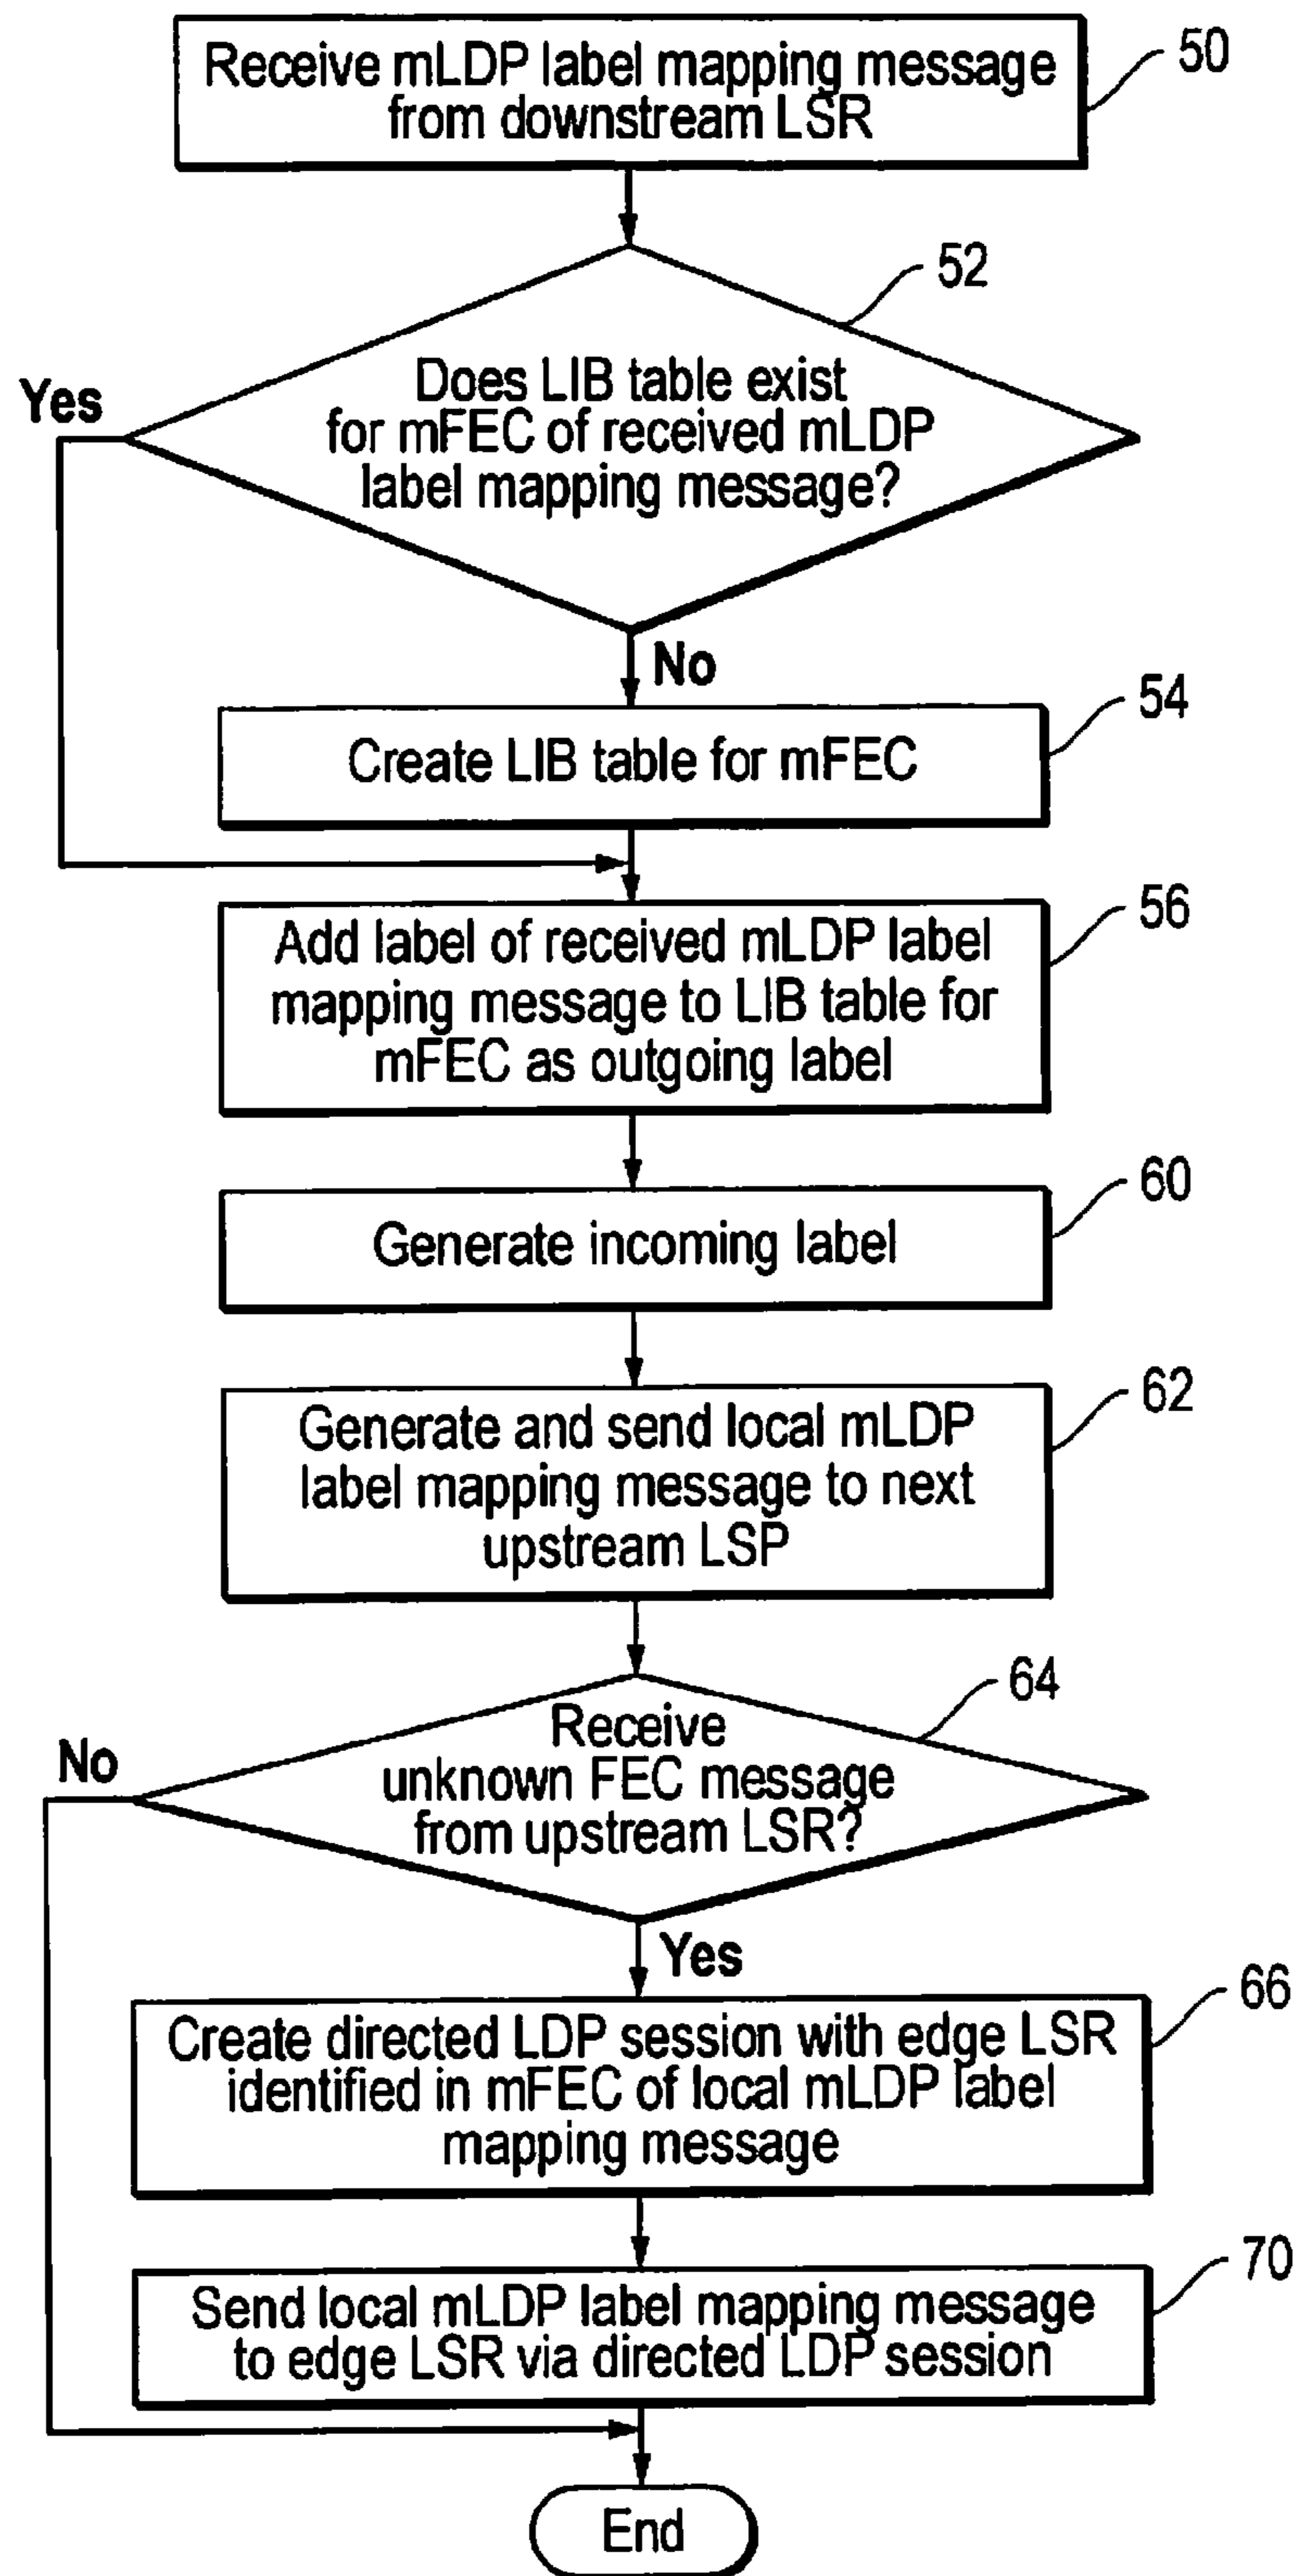 Receive mLDP label mapping message
from downstream LSR
50
52
Does LIB table exist
for mFEC of received mLDP
label mapping message?
Yes
No
54
Create LIB table for mFEC
56
Add label of received mLDP label
mapping message to LIB table for
mFEC as outgoing label
60
Generate incoming label
62
Generate and send local mLDP
label mapping message to next
upstream LSP
64
Receive
unknown FEC message
from upstream LSR?
No
Yes
66
Create directed LDP session with edge LSR
identified in mFEC of local mLDP label
mapping message
70
Send local mLDP label mapping message
to edge LSR via directed LDP session
End